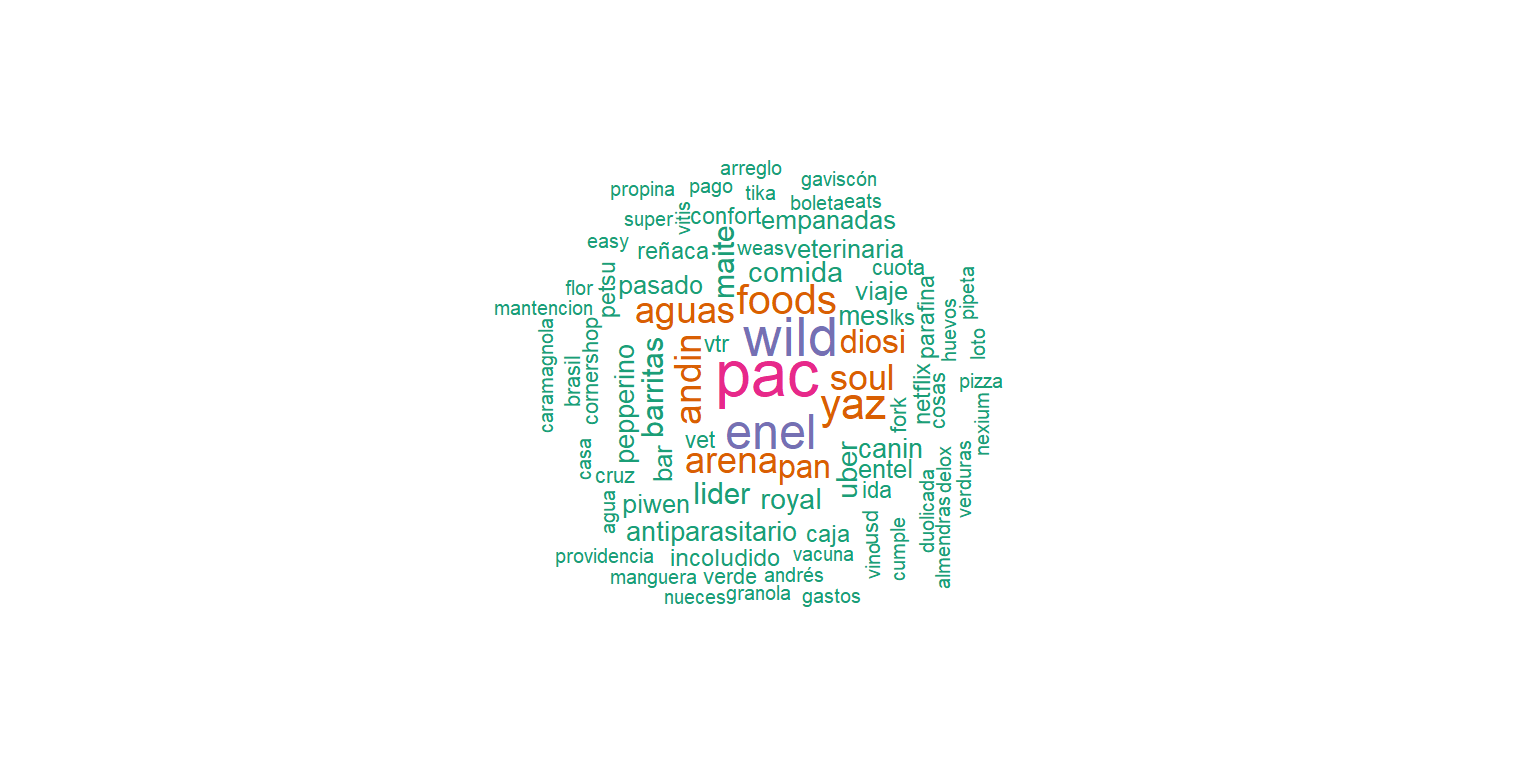 arreglo
gaviscón
propina
pago
tika
boleta
eats
super
vitis
confort
empanadas
easy
reñaca
maite
weas
veterinaria
flor
petsu
pasado
comida
cuota
viaje
parafina
pipeta
mantencion
aguas
foods
mes
lks
huevos
loto
caramagnola
brasil
cornershop
pepperino
barritas
andin
vtr
wild
diosi
pac
soul
yaz
netflix
cosas
pizza
fork
nexium
casa
cruz
bar
vet
enel
arena
pan
uber
canin
entel
ida
duolicada
delox
verduras
agua
piwen
lider
royal
antiparasitario
caja
usd
vino
cumple
almendras
providencia
incoludido
vacuna
manguera
verde
andrés
nueces
granola
gastos